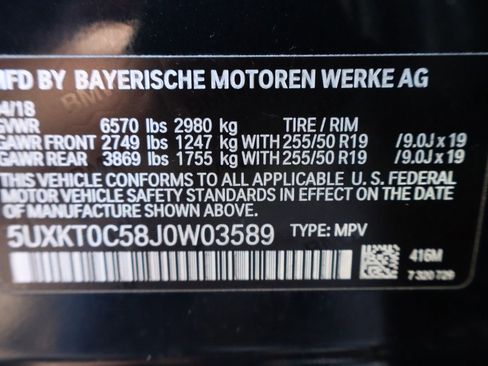 MFD BY BAYERISCHE MOTOREN WERKE AG
4/18
GVWR 6570 lbs 2980 kg TIRE / RIM
GAWR FRONT 2749 lbs 1247 kg WITH 255/50 R19 /9.0J x 19
GAWR REAR 3869 lbs 1755 kg WITH 255/50 R19 /9.0J x 19
THIS VEHICLE CONFORMS TO ALL APPLICABLE U. S. FEDERAL
MOTOR VEHICLE SAFETY STANDARDS IN EFFECT ON THE
DATE OF MANUFACTURE SHOWN ABOVE.
5UXKT0C58J0W03589 TYPE: MPV
416M
7 320 728